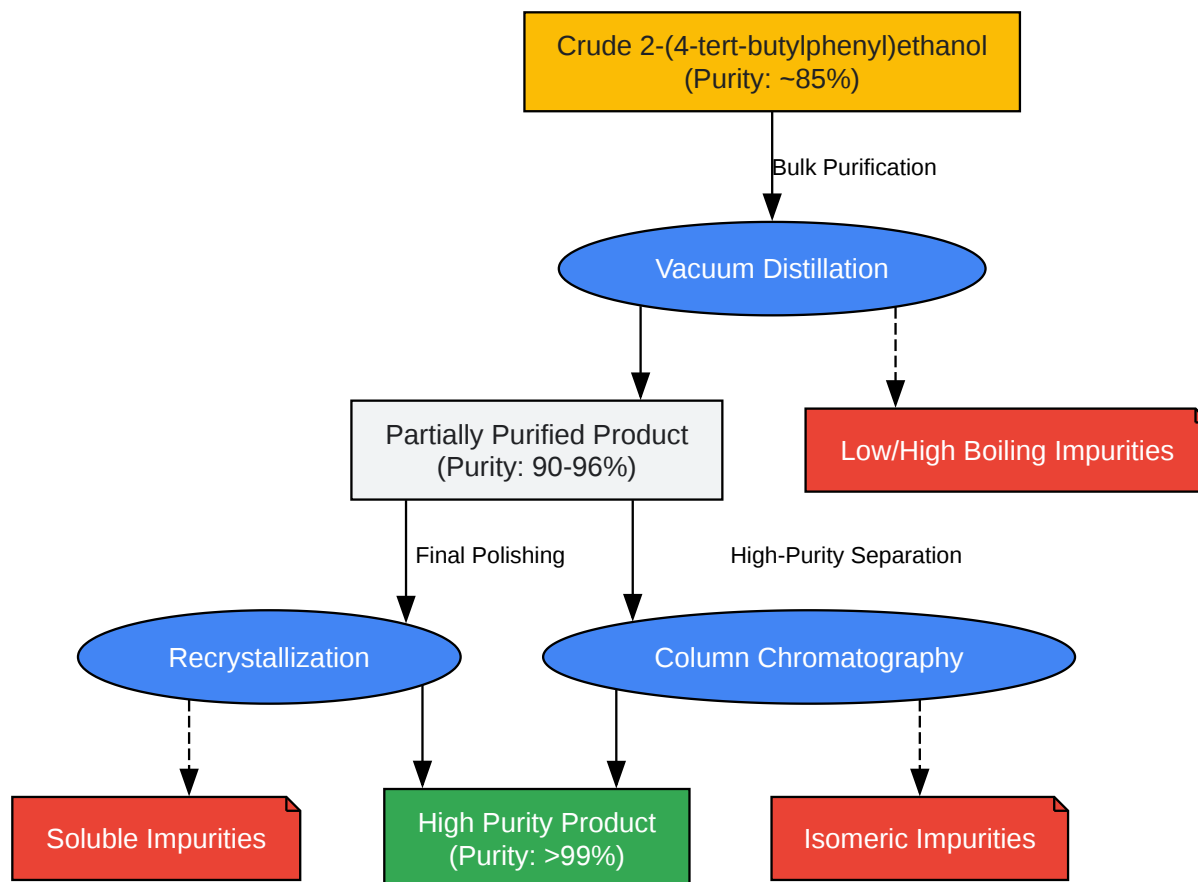 Crude 2-(4-tert-butylphenyl)ethanol
(Purity: ~85%)
Bulk Purification
Vacuum Distillation
Partially Purified Product
(Purity: 90-96%)
Low/High Boiling Impurities
Final Polishing
High-Purity Separation
Recrystallization
Column Chromatography
Soluble Impurities
High Purity Product
(Purity: >99%)
Isomeric Impurities